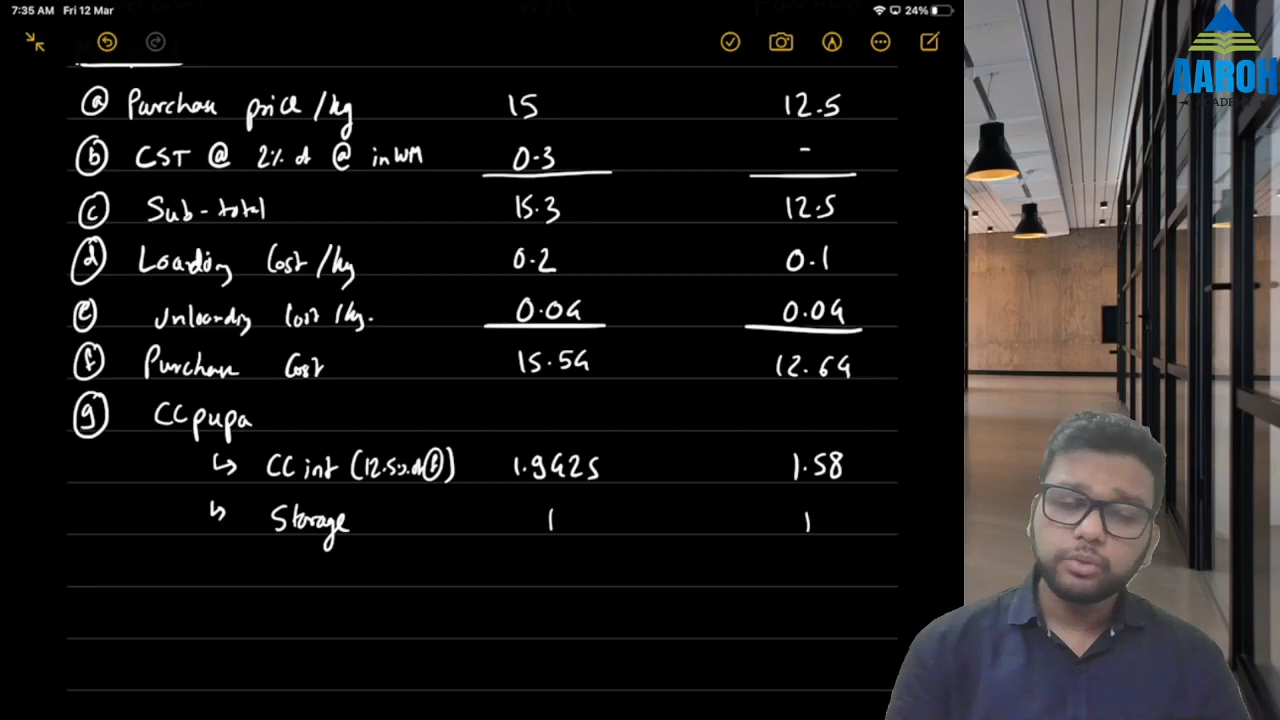 7:35 AM Fri 12 Mar 24%
AAROH
ACADEMY
ⓐ Purchase price/kg 15 12.5
ⓑ CST @ 2% of ⓐ in WM 0.3 -
ⓒ Sub-total 15.3 12.5
ⓓ Loading Cost/kg 0.2 0.1
ⓔ Unloading Cost/kg. 0.04 0.04
ⓕ Purchase Cost 15.54 12.64
ⓖ CC pupa
↳ CC int (12.5% of ⓕ) 1.9425 1.58
↳ Storage 1 1